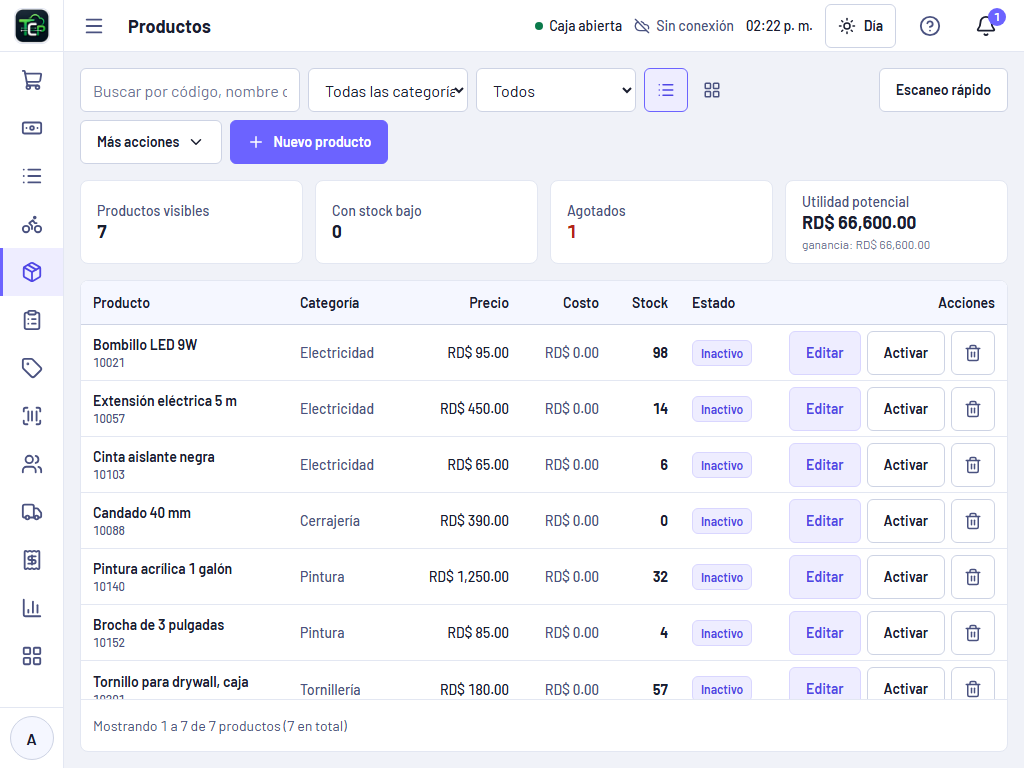 TCP
Productos
Caja abierta
Sin conexión
02:22 p. m.
Día
1
Buscar por código, nombre o
Todas las categoría
Todos
Escaneo rápido
Más acciones
Nuevo producto
Productos visibles
7
Con stock bajo
0
Agotados
1
Utilidad potencial
RD$ 66,600.00
ganancia: RD$ 66,600.00
Producto Categoría Precio Costo Stock Estado Acciones
Bombillo LED 9W
10021
Electricidad RD$ 95.00 RD$ 0.00 98 Inactivo Editar Activar
Extensión eléctrica 5 m
10057
Electricidad RD$ 450.00 RD$ 0.00 14 Inactivo Editar Activar
Cinta aislante negra
10103
Electricidad RD$ 65.00 RD$ 0.00 6 Inactivo Editar Activar
Candado 40 mm
10088
Cerrajería RD$ 390.00 RD$ 0.00 0 Inactivo Editar Activar
Pintura acrílica 1 galón
10140
Pintura RD$ 1,250.00 RD$ 0.00 32 Inactivo Editar Activar
Brocha de 3 pulgadas
10152
Pintura RD$ 85.00 RD$ 0.00 4 Inactivo Editar Activar
Tornillo para drywall, caja
Tornillería RD$ 180.00 RD$ 0.00 57 Inactivo Editar Activar
Mostrando 1 a 7 de 7 productos (7 en total)
A